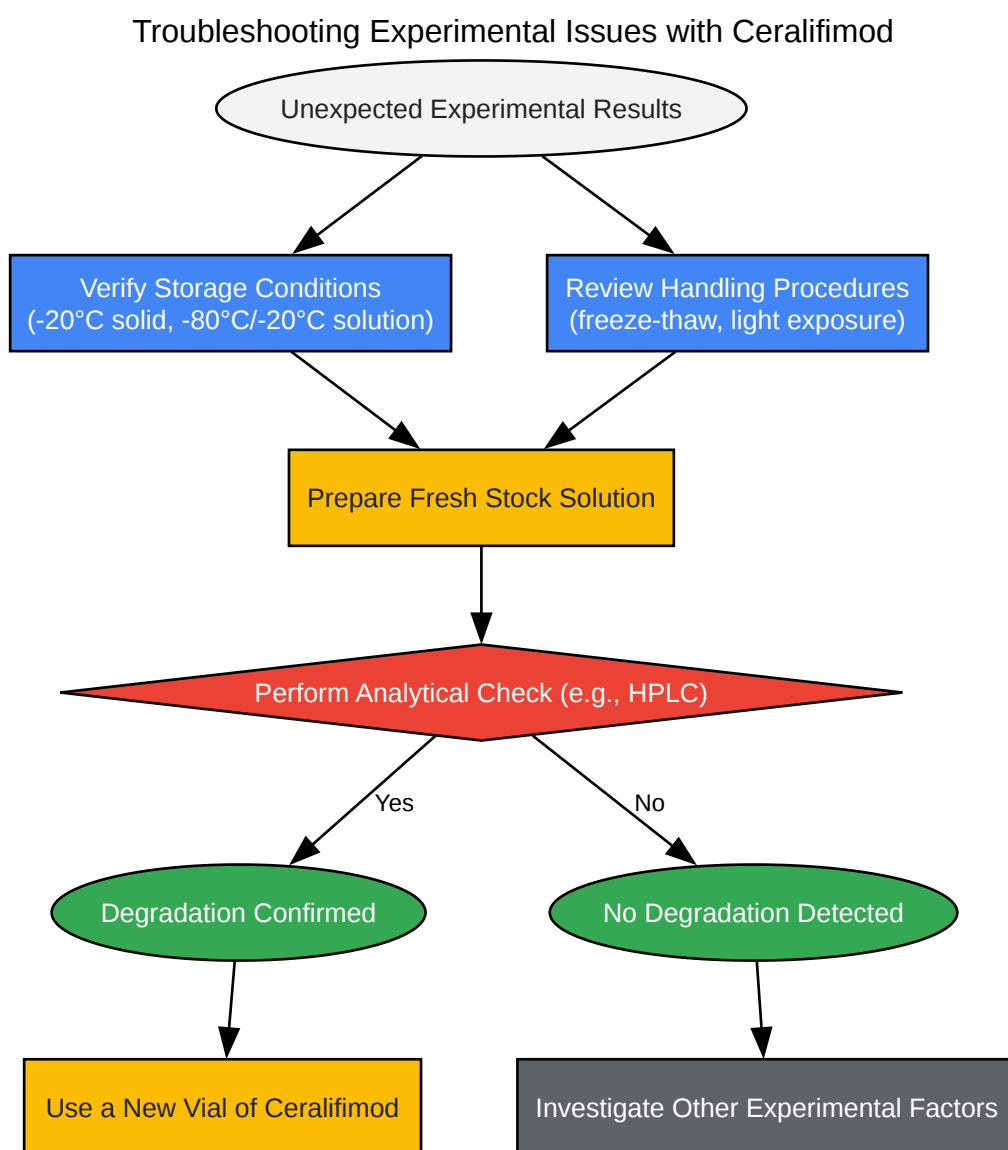 Troubleshooting Experimental Issues with Ceralifimod
Unexpected Experimental Results
Verify Storage Conditions
(-20°C solid, -80°C/-20°C solution)
Review Handling Procedures
(freeze-thaw, light exposure)
Prepare Fresh Stock Solution
Perform Analytical Check (e.g., HPLC)
Yes
No
Degradation Confirmed
No Degradation Detected
Use a New Vial of Ceralifimod
Investigate Other Experimental Factors